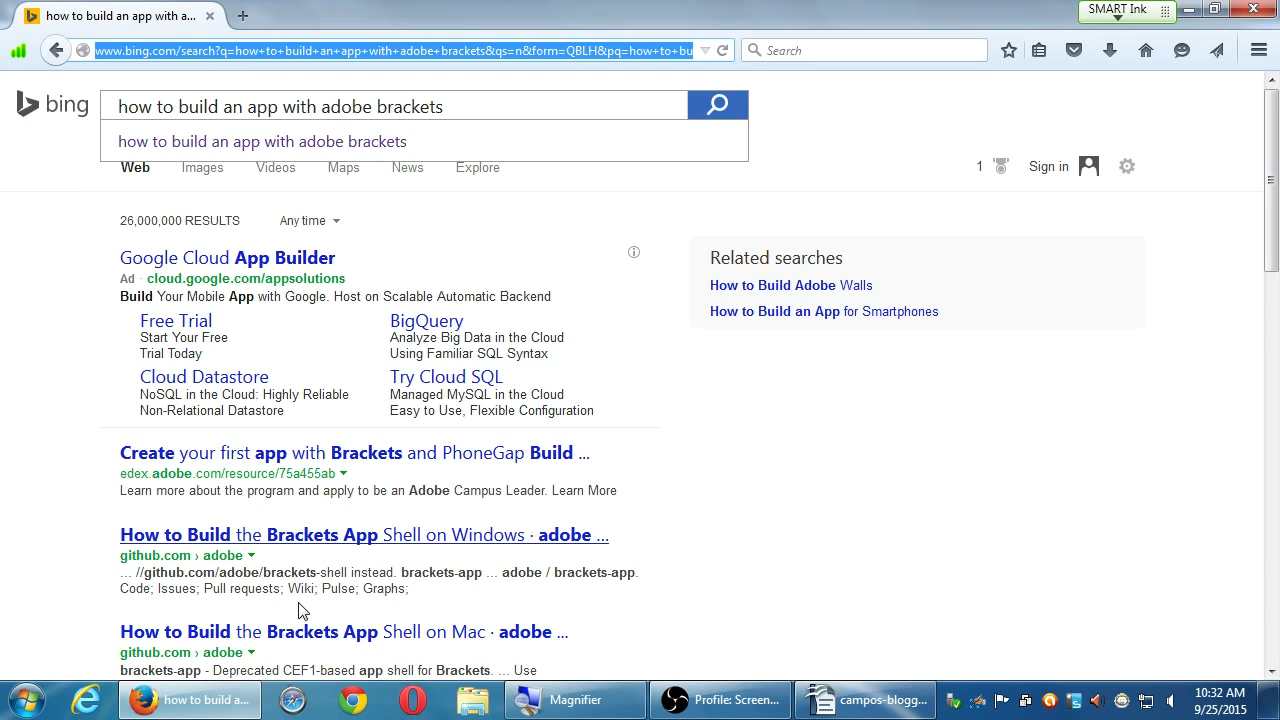 how to build an app with a...
SMART Ink
www.bing.com/search?q=how+to+build+an+app+with+adobe+brackets&qs=n&form=QBLH&pq=how+to+bu
Search
bing
how to build an app with adobe brackets
how to build an app with adobe brackets
Web Images Videos Maps News Explore
1 Sign in
26,000,000 RESULTS Any time
Google Cloud App Builder
Ad · cloud.google.com/appsolutions
Build Your Mobile App with Google. Host on Scalable Automatic Backend
Free Trial
Start Your Free
Trial Today
BigQuery
Analyze Big Data in the Cloud
Using Familiar SQL Syntax
Cloud Datastore
NoSQL in the Cloud: Highly Reliable
Non-Relational Datastore
Try Cloud SQL
Managed MySQL in the Cloud
Easy to Use, Flexible Configuration
Related searches
How to Build Adobe Walls
How to Build an App for Smartphones
Create your first app with Brackets and PhoneGap Build ...
edex.adobe.com/resource/75a455ab
Learn more about the program and apply to be an Adobe Campus Leader. Learn More
How to Build the Brackets App Shell on Windows · adobe ...
github.com › adobe
... //github.com/adobe/brackets-shell instead. brackets-app ... adobe / brackets-app.
Code; Issues; Pull requests; Wiki; Pulse; Graphs;
How to Build the Brackets App Shell on Mac · adobe ...
github.com › adobe
brackets-app - Deprecated CEF1-based app shell for Brackets. ... Use
how to build a...
Magnifier
Profile: Screen...
campos-blogg...
10:32 AM
9/25/2015